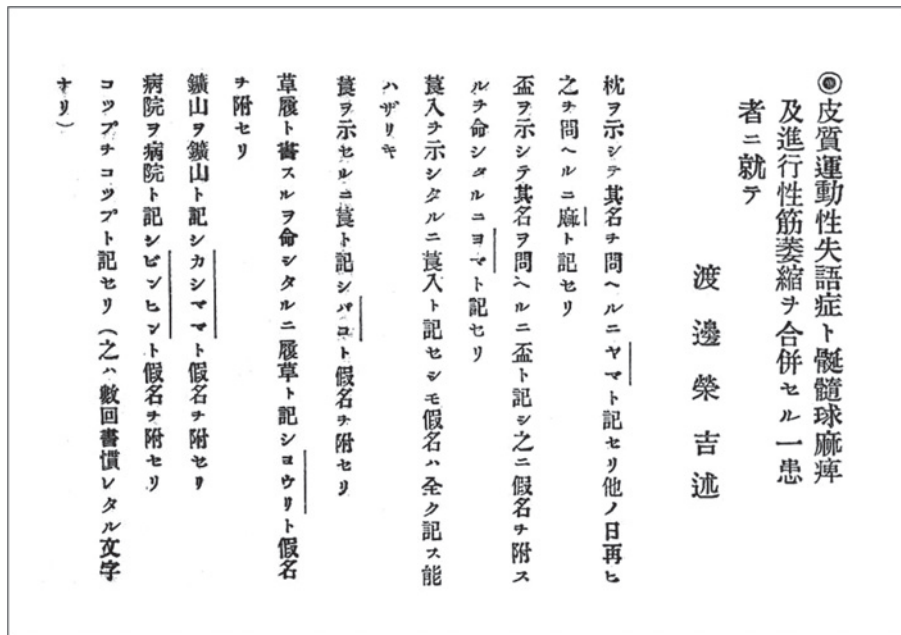 ◎皮質運動性失語症ト延髓球麻痺
及進行性筋萎縮ヲ合併セル一患
者ニ就テ
渡邊榮吉述
枕ヲ示シテ其名ヲ問ヘルニヤマト記セリ他ノ日再ヒ
之ヲ問ヘルニ麻ト記セリ
盃ヲ示シテ其名ヲ問ヘルニ盃ト記シ之ニ假名ヲ附ス
ルヲ命シタルニヨマト記セリ
莨入ヲ示シタルニ莨入ト記セシモ假名ハ全ク記ス能
ハザリキ
莨ヲ示セルニ莨ト記シバコト假名ヲ附セリ
草履ト書スルヲ命シタルニ履草ト記シヨウリト假名
ヲ附セリ
鑛山ヲ鑛山ト記シカシママト假名ヲ附セリ
病院ヲ病院ト記シビンヒント假名ヲ附セリ
コップヲコップト記セリ（之ハ數回書慣レタル文字
ナリ）